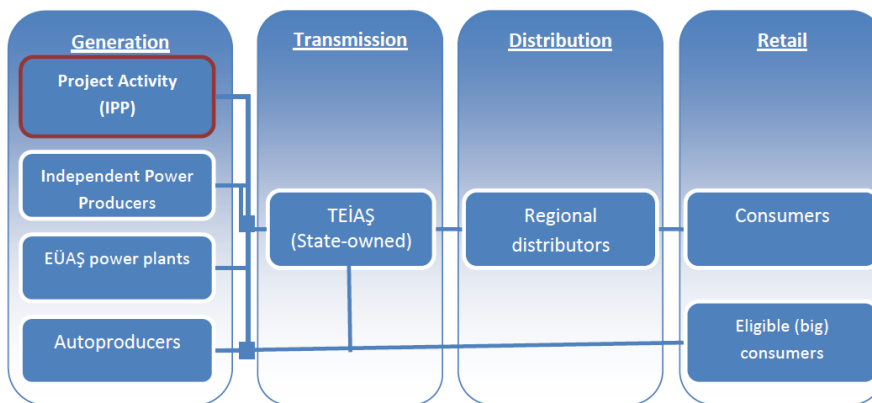 Generation
Project Activity
(IPP)
Independent Power
Producers
EÜAŞ power plants
Autoproducers
Transmission
TEİAŞ
(State-owned)
Distribution
Regional
distributors
Retail
Consumers
Eligible (big)
consumers